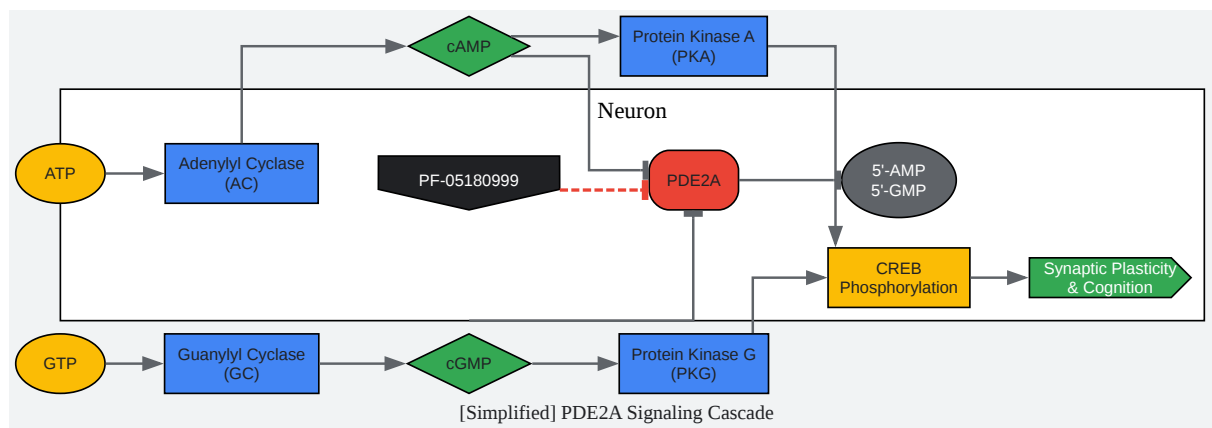 cAMP
Protein Kinase A
(PKA)
Neuron
ATP
Adenylyl Cyclase
(AC)
PF-05180999
PDE2A
5'-AMP
5'-GMP
CREB
Phosphorylation
Synaptic Plasticity
& Cognition
GTP
Guanylyl Cyclase
(GC)
cGMP
Protein Kinase G
(PKG)
[Simplified] PDE2A Signaling Cascade